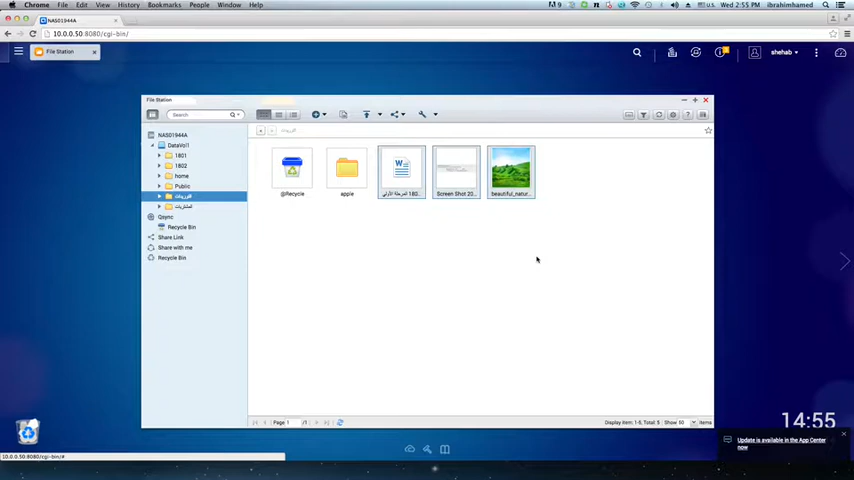 Chrome File Edit View History Bookmarks People Window Help
Wed 2:55 PM ibrahimhamed
NAS01944A
10.0.0.50:8080/cgi-bin/
File Station
shehab
File Station
Search
NAS01944A
DataVol1
1801
1802
home
Public
Qsync
Recycle Bin
Share Link
Share with me
Recycle Bin
@Recycle
apple
180 المرحلة الأولي...
Screen Shot 20...
beautiful_natur...
Page 1 /1
Display item: 1-5, Total: 5 Show 50 items
14:55
Update is available in the App Center now
10.0.0.50:8080/cgi-bin/#